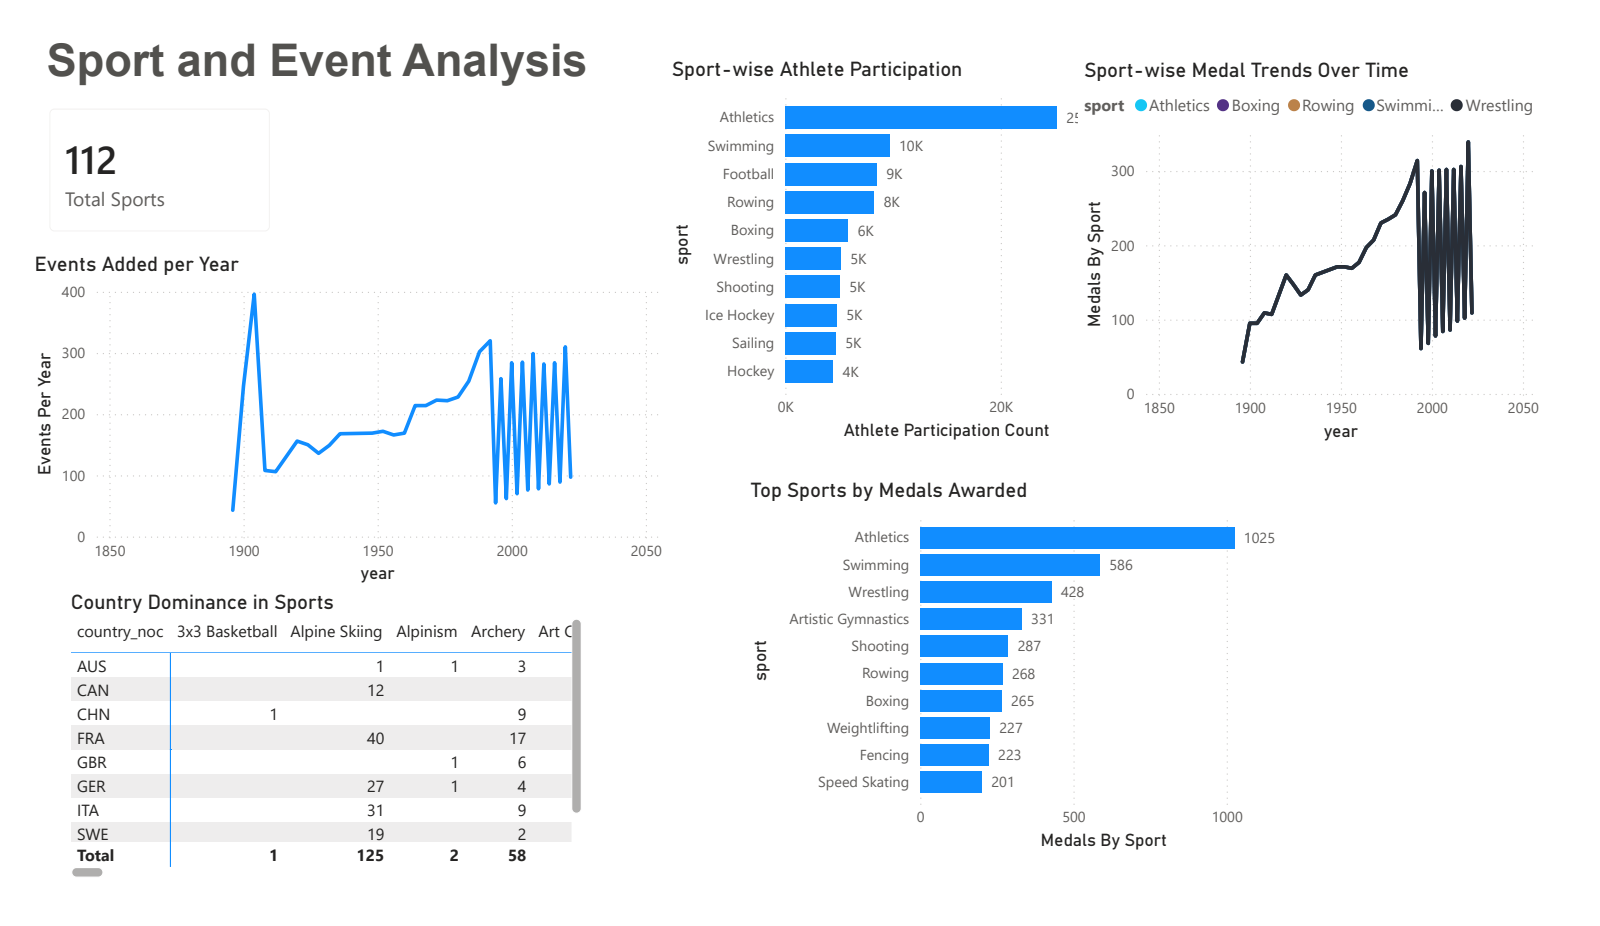 Sport and Event Analysis
112
Total Sports
Events Added per Year
Events Per Year
400
300
200
100
0
1850 1900 1950 2000 2050
year
Country Dominance in Sports
country_noc 3x3 Basketball Alpine Skiing Alpinism Archery Art C
AUS 1 1 3
CAN 12
CHN 1 9
FRA 40 17
GBR 1 6
GER 27 1 4
ITA 31 9
SWE 19 2
Total 1 125 2 58
Sport-wise Athlete Participation
sport
Athletics 25
Swimming 10K
Football 9K
Rowing 8K
Boxing 6K
Wrestling 5K
Shooting 5K
Ice Hockey 5K
Sailing 5K
Hockey 4K
0K 20K
Athlete Participation Count
Sport-wise Medal Trends Over Time
sport Athletics Boxing Rowing Swimmi... Wrestling
Medals By Sport
300
200
100
0
1850 1900 1950 2000 2050
year
Top Sports by Medals Awarded
sport
Athletics 1025
Swimming 586
Wrestling 428
Artistic Gymnastics 331
Shooting 287
Rowing 268
Boxing 265
Weightlifting 227
Fencing 223
Speed Skating 201
0 500 1000
Medals By Sport